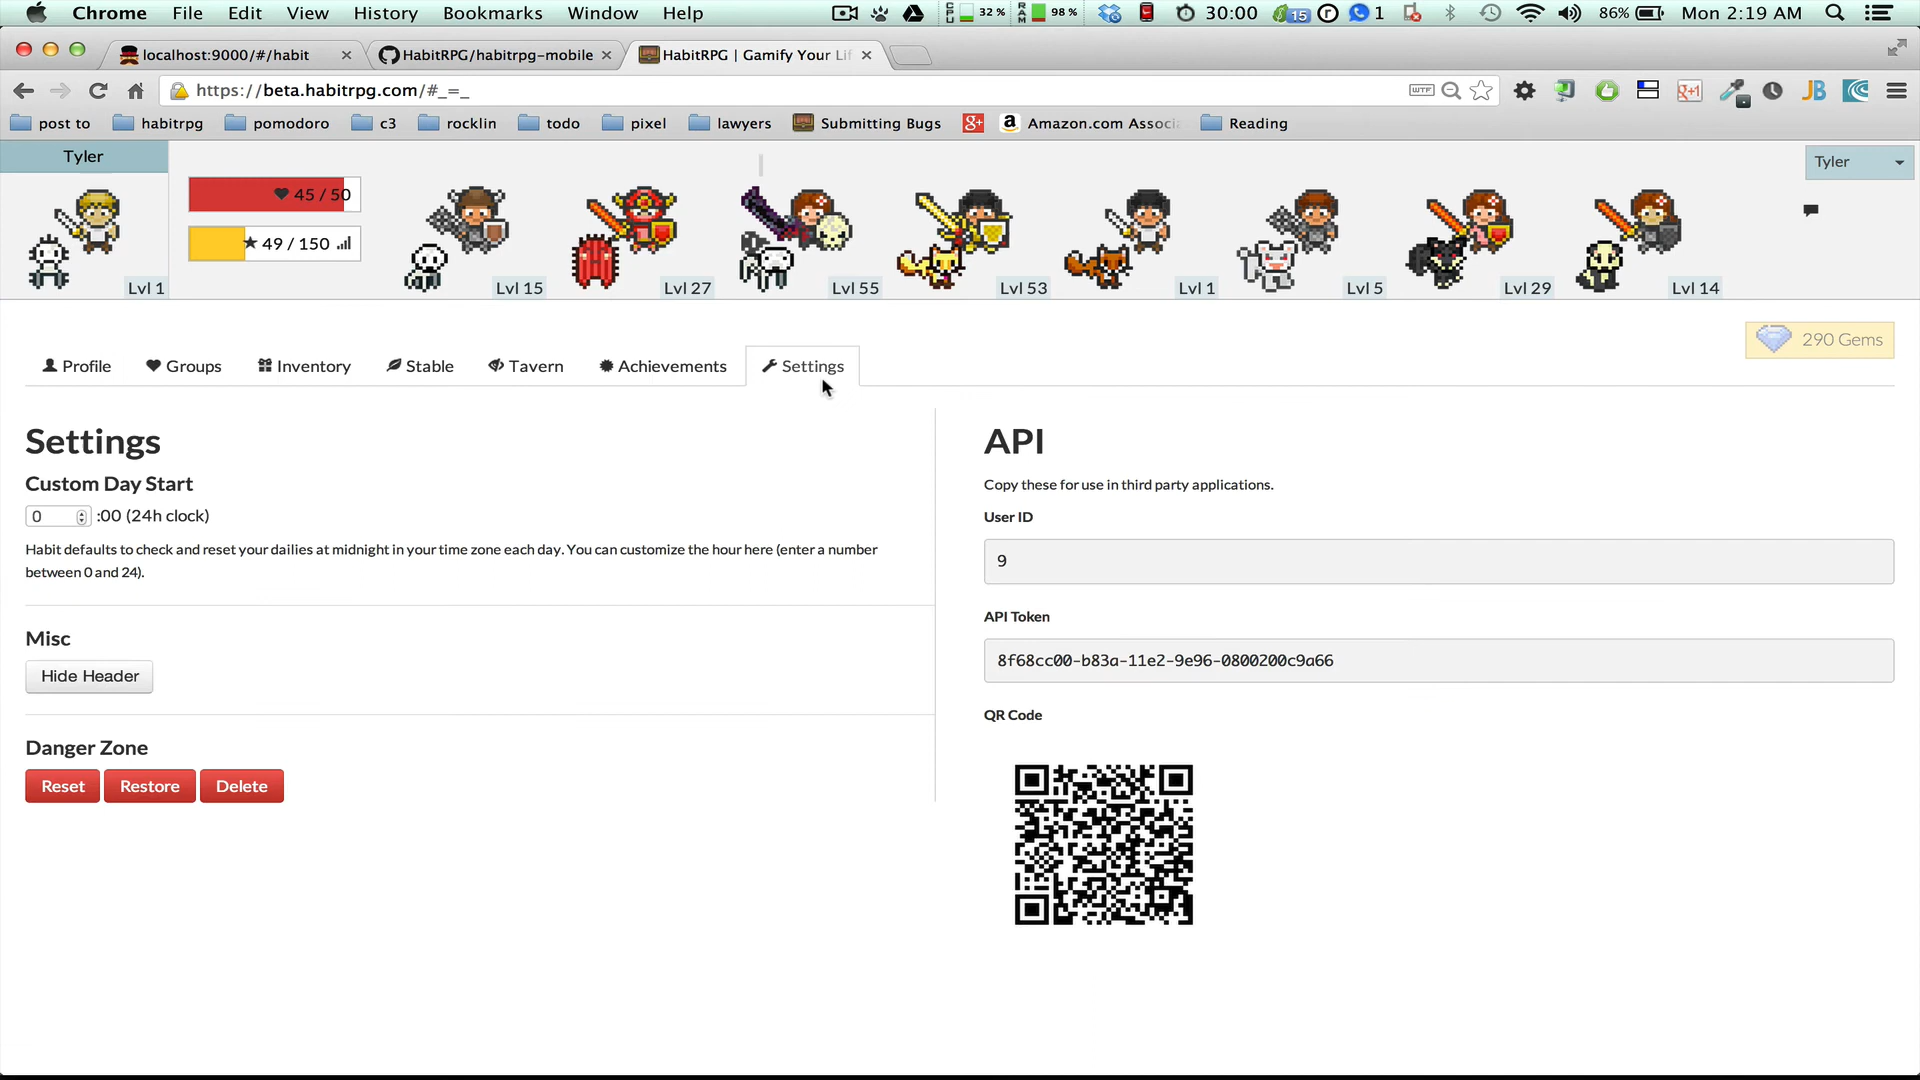 Chrome File Edit View History Bookmarks Window Help CPU 32 % RAM 98 % 30:00 15 1 86% Mon 2:19 AM
localhost:9000/#/habit HabitRPG/habitrpg-mobile HabitRPG | Gamify Your Lif
https://beta.habitrpg.com/#_=_ WTF g+1 JB
post to habitrpg pomodoro c3 rocklin todo pixel lawyers Submitting Bugs g+ a Amazon.com Associ Reading
Tyler
Tyler
45 / 50
49 / 150
Lvl 1 Lvl 15 Lvl 27 Lvl 55 Lvl 53 Lvl 1 Lvl 5 Lvl 29 Lvl 14
290 Gems
Profile Groups Inventory Stable Tavern Achievements Settings
Settings
Custom Day Start
0 :00 (24h clock)
Habit defaults to check and reset your dailies at midnight in your time zone each day. You can customize the hour here (enter a number
between 0 and 24).
Misc
Hide Header
Danger Zone
Reset Restore Delete
API
Copy these for use in third party applications.
User ID
9
API Token
8f68cc00-b83a-11e2-9e96-0800200c9a66
QR Code